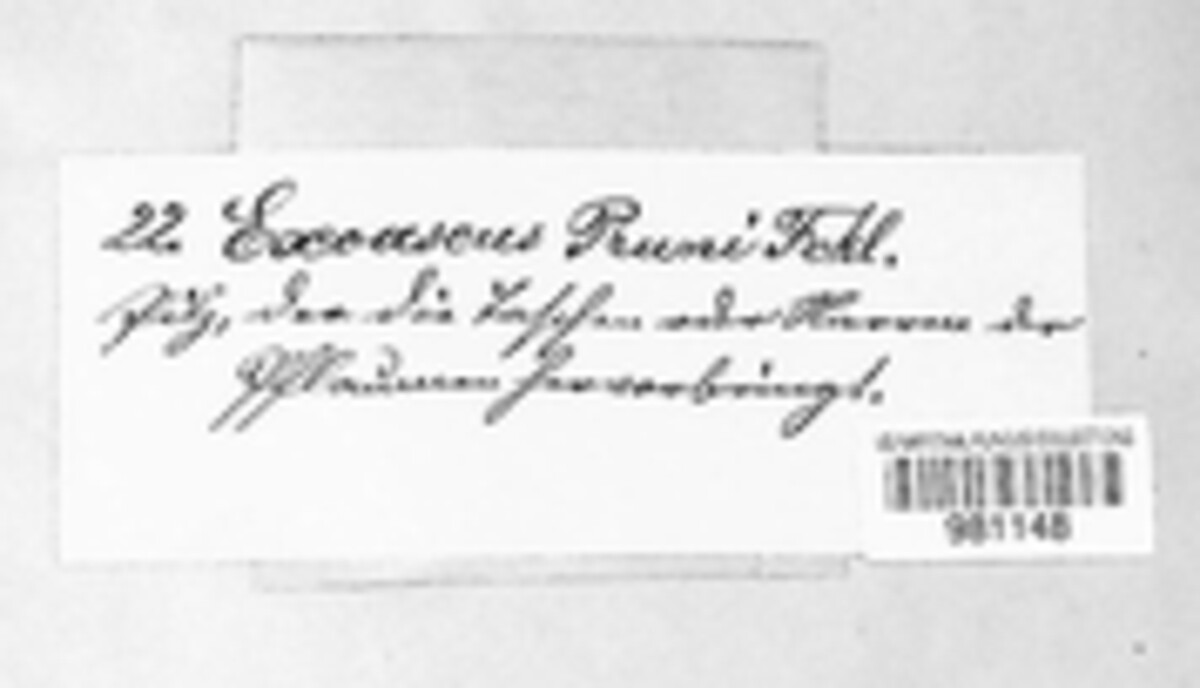 22 Exoascus Pruni Fckl.
Pilz, der die Taschen oder Narren der
Pflaumen hervorbringt.
981148